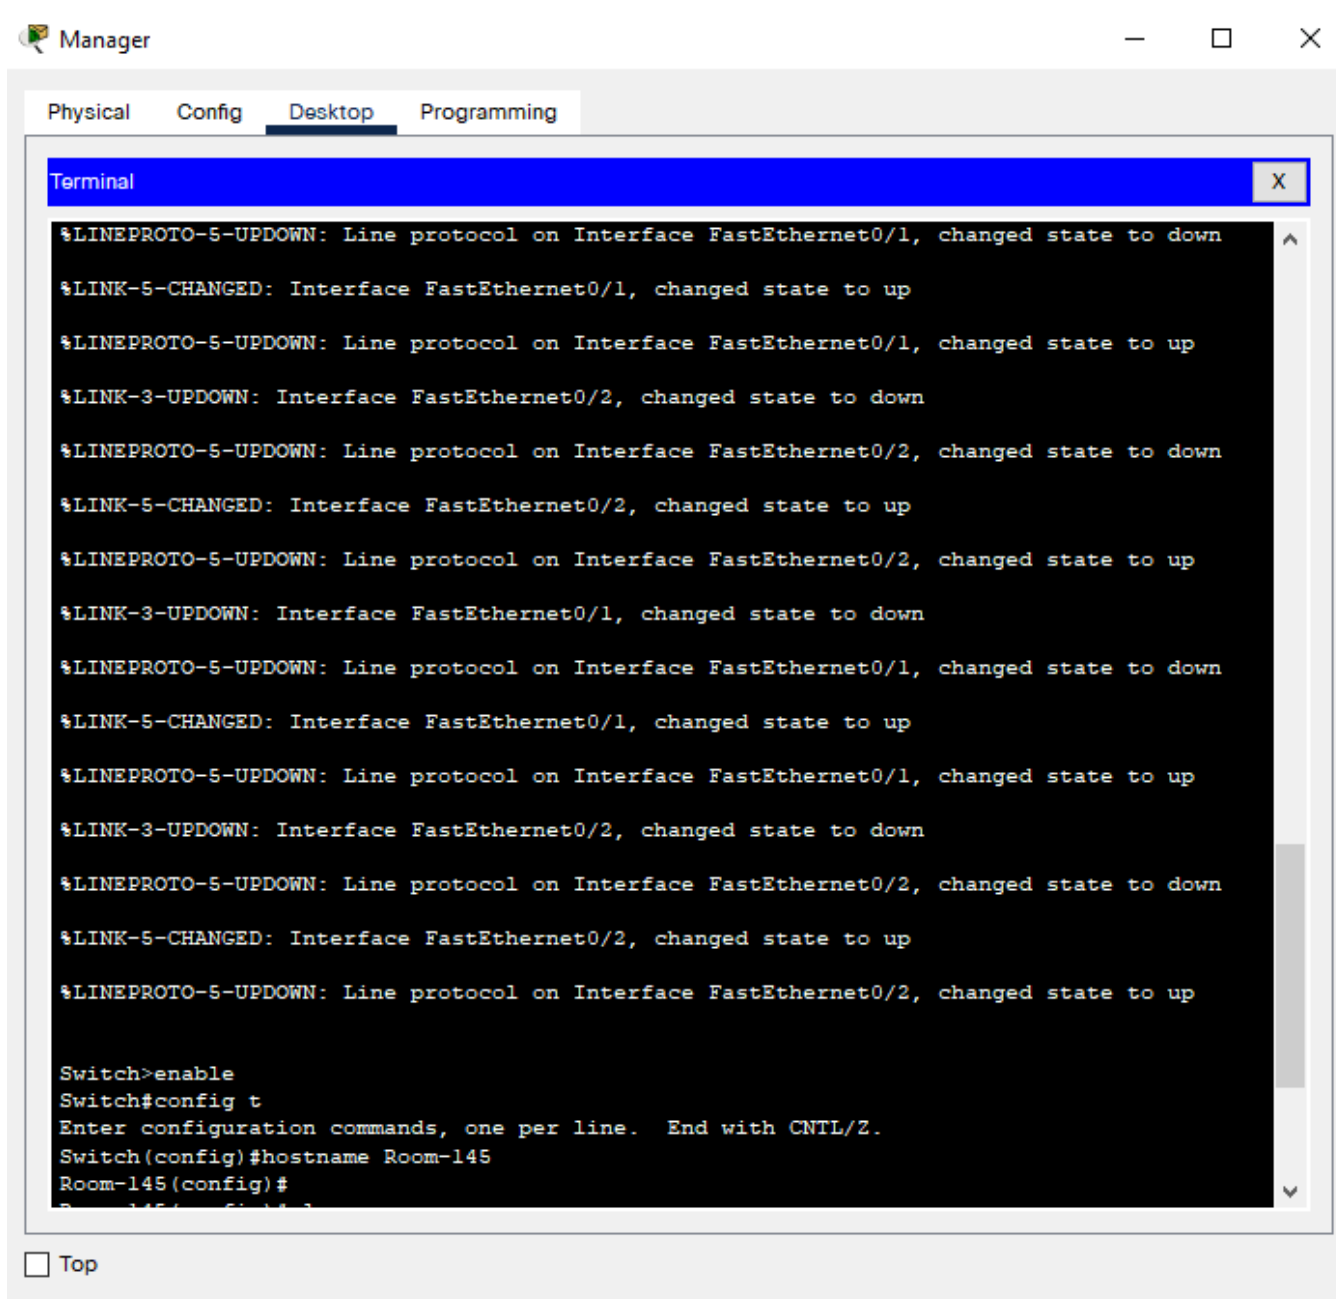 Manager
Physical Config Desktop Programming
Terminal X
%LINEPROTO-5-UPDOWN: Line protocol on Interface FastEthernet0/1, changed state to down
%LINK-5-CHANGED: Interface FastEthernet0/1, changed state to up
%LINEPROTO-5-UPDOWN: Line protocol on Interface FastEthernet0/1, changed state to up
%LINK-3-UPDOWN: Interface FastEthernet0/2, changed state to down
%LINEPROTO-5-UPDOWN: Line protocol on Interface FastEthernet0/2, changed state to down
%LINK-5-CHANGED: Interface FastEthernet0/2, changed state to up
%LINEPROTO-5-UPDOWN: Line protocol on Interface FastEthernet0/2, changed state to up
%LINK-3-UPDOWN: Interface FastEthernet0/1, changed state to down
%LINEPROTO-5-UPDOWN: Line protocol on Interface FastEthernet0/1, changed state to down
%LINK-5-CHANGED: Interface FastEthernet0/1, changed state to up
%LINEPROTO-5-UPDOWN: Line protocol on Interface FastEthernet0/1, changed state to up
%LINK-3-UPDOWN: Interface FastEthernet0/2, changed state to down
%LINEPROTO-5-UPDOWN: Line protocol on Interface FastEthernet0/2, changed state to down
%LINK-5-CHANGED: Interface FastEthernet0/2, changed state to up
%LINEPROTO-5-UPDOWN: Line protocol on Interface FastEthernet0/2, changed state to up
Switch>enable
Switch#config t
Enter configuration commands, one per line.  End with CNTL/Z.
Switch(config)#hostname Room-145
Room-145(config)#
Top